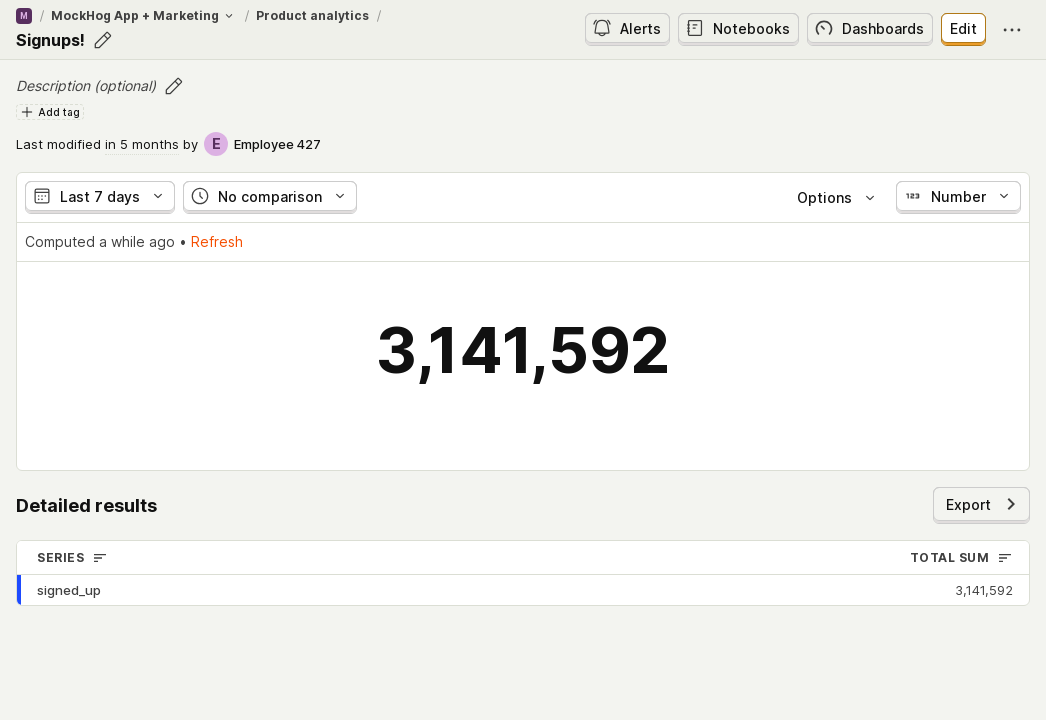 M / MockHog App + Marketing / Product analytics /
Signups!
Alerts
Notebooks
Dashboards
Edit
Description (optional)
Add tag
Last modified in 5 months by E Employee 427
Last 7 days
No comparison
Options
123 Number
Computed a while ago • Refresh
3,141,592
Detailed results
Export
SERIES
TOTAL SUM
signed_up
3,141,592